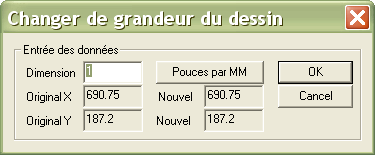 Changer de grandeur du dessin
Entrée des données
Dimension 1 Pouces par MM OK
Original X 690.75 Nouvel 690.75 Cancel
Original Y 187.2 Nouvel 187.2